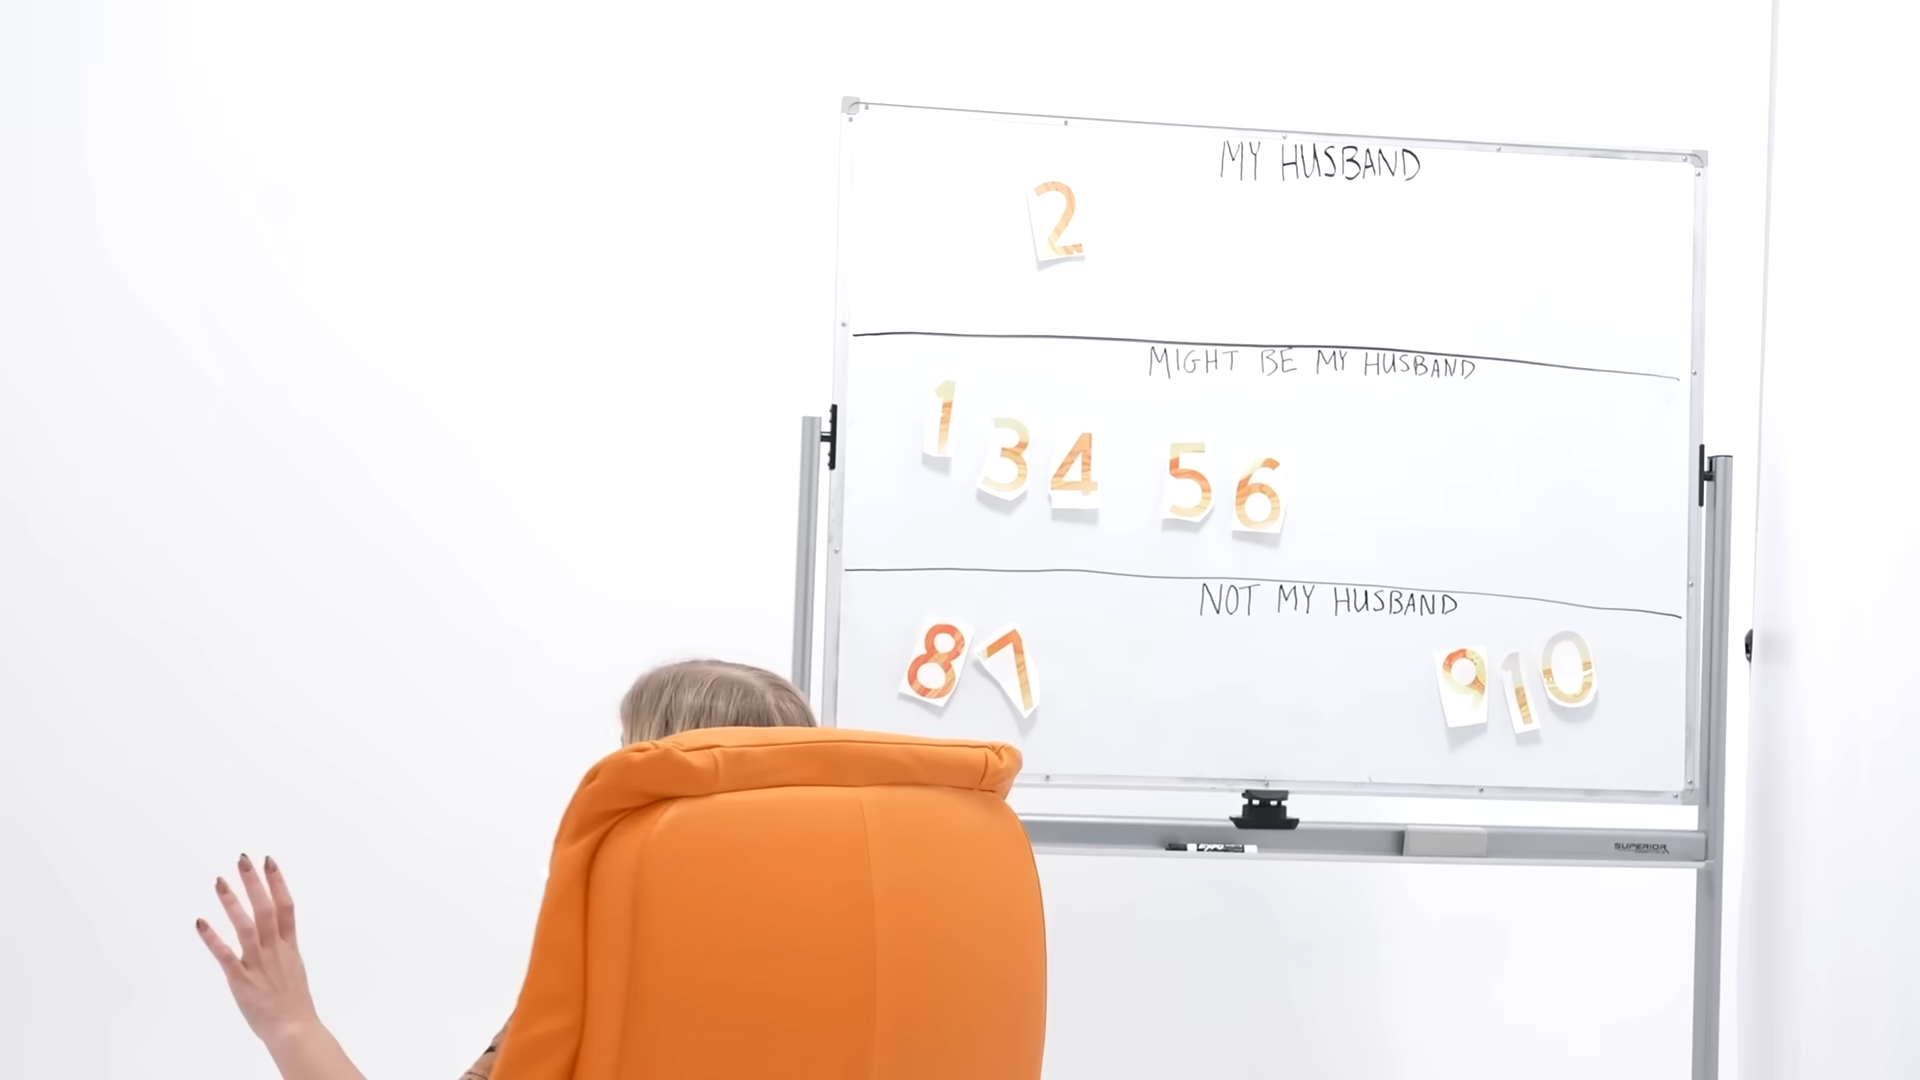 MY HUSBAND
2
MIGHT BE MY HUSBAND
1 3 4 5 6
NOT MY HUSBAND
8 7 9 10
EXPO
SUPERIOR